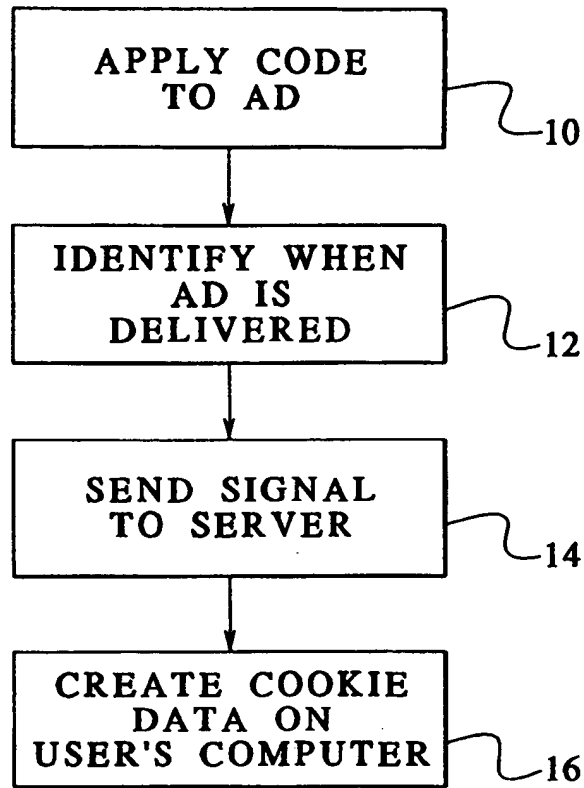 APPLY CODE
TO AD
10
IDENTIFY WHEN
AD IS
DELIVERED
12
SEND SIGNAL
TO SERVER
14
CREATE COOKIE
DATA ON
USER'S COMPUTER
16